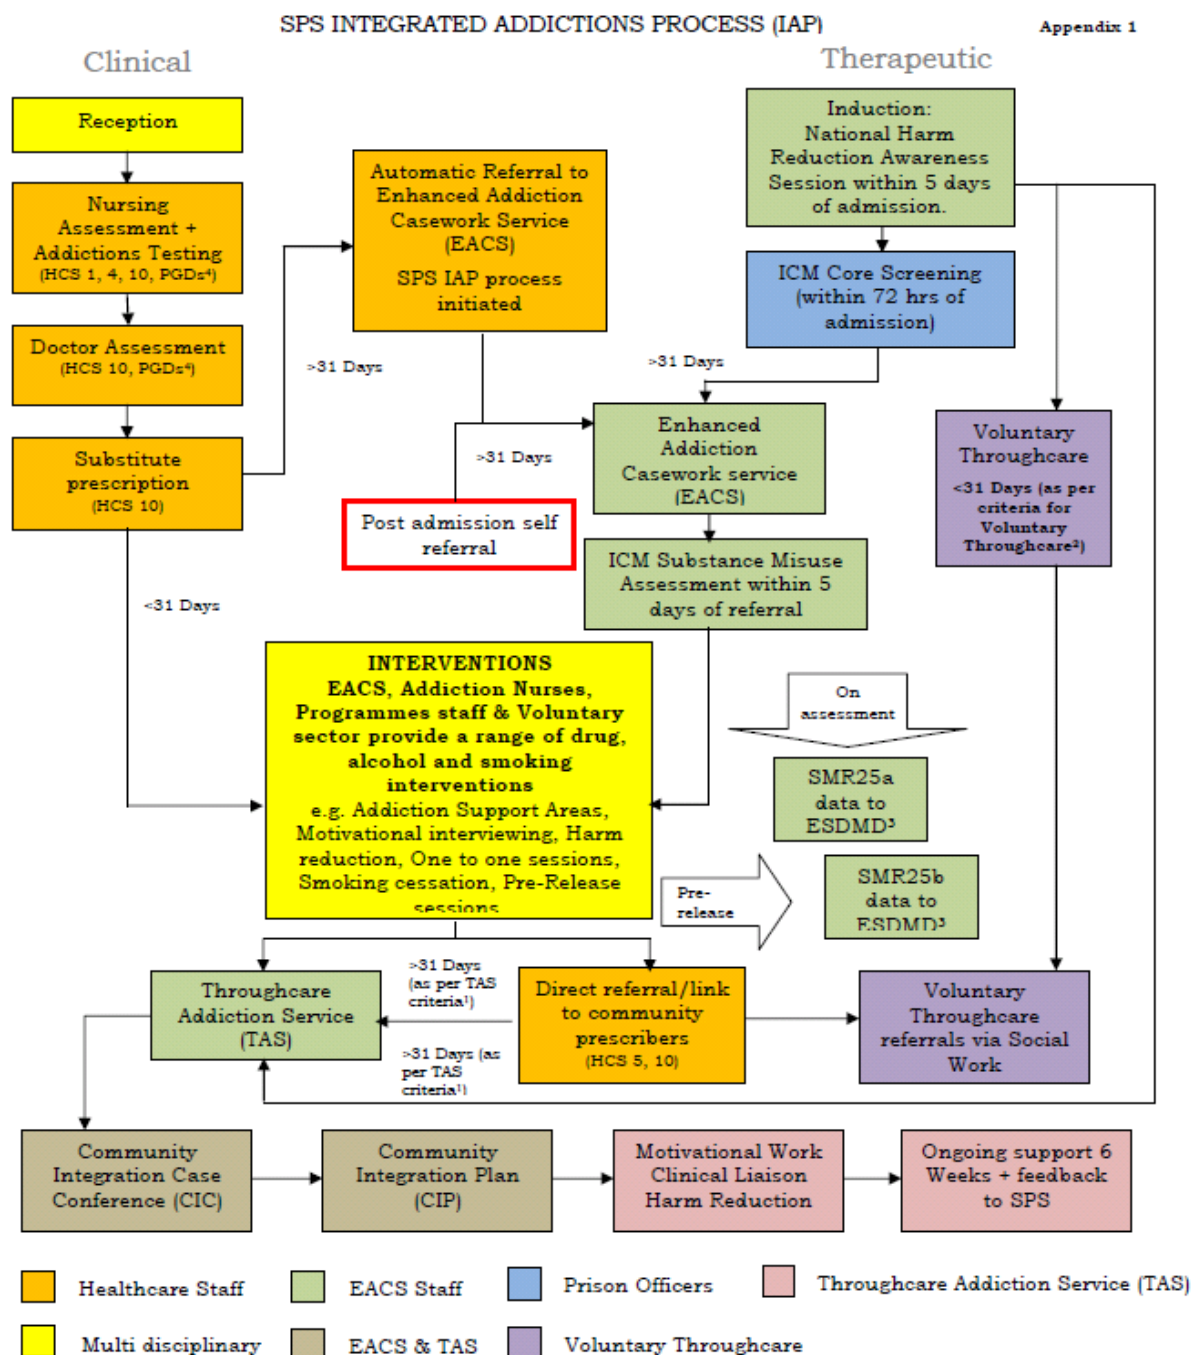 SPS INTEGRATED ADDICTIONS PROCESS (IAP)
Appendix 1
Clinical
Therapeutic
Reception
Nursing
Assessment +
Addictions Testing
(HCS 1, 4, 10, PGDs⁴)
Doctor Assessment
(HCS 10, PGDs⁴)
Substitute
prescription
(HCS 10)
>31 Days
<31 Days
Automatic Referral to
Enhanced Addiction
Casework Service
(EACS)
SPS IAP process
initiated
>31 Days
Post admission self
referral
Induction:
National Harm
Reduction Awareness
Session within 5 days
of admission.
ICM Core Screening
(within 72 hrs of
admission)
>31 Days
Enhanced
Addiction
Casework service
(EACS)
ICM Substance Misuse
Assessment within 5
days of referral
Voluntary
Throughcare
<31 Days (as per
criteria for
Voluntary
Throughcare²)
INTERVENTIONS
EACS, Addiction Nurses,
Programmes staff & Voluntary
sector provide a range of drug,
alcohol and smoking
interventions
e.g. Addiction Support Areas,
Motivational interviewing, Harm
reduction, One to one sessions,
Smoking cessation, Pre-Release
sessions
On
assessment
SMR25a
data to
ESDMD³
Pre-
release
SMR25b
data to
ESDMD³
Throughcare
Addiction Service
(TAS)
>31 Days
(as per TAS
criteria¹)
>31 Days (as
per TAS
criteria¹)
Direct referral/link
to community
prescribers
(HCS 5, 10)
Voluntary
Throughcare
referrals via Social
Work
Community
Integration Case
Conference (CIC)
Community
Integration Plan
(CIP)
Motivational Work
Clinical Liaison
Harm Reduction
Ongoing support 6
Weeks + feedback
to SPS
Healthcare Staff
EACS Staff
Prison Officers
Throughcare Addiction Service (TAS)
Multi disciplinary
EACS & TAS
Voluntary Throughcare